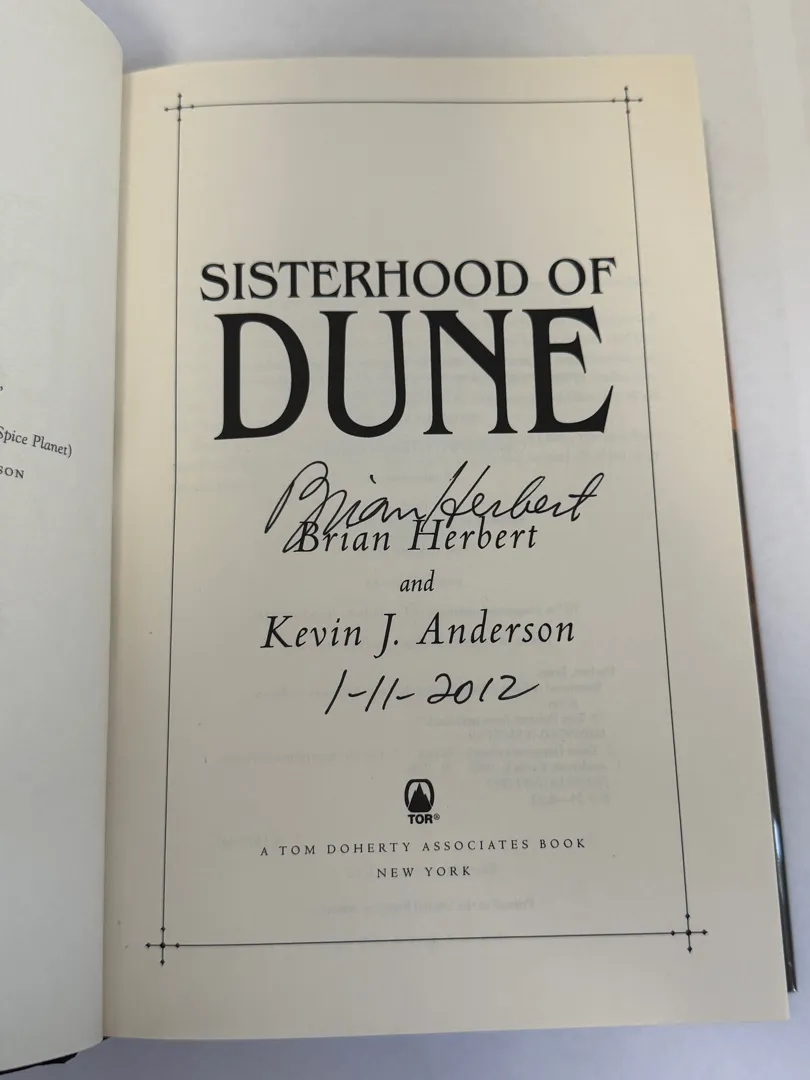 Spice Planet)
SON
SISTERHOOD OF
DUNE
Brian Herbert
Brian Herbert
and
Kevin J. Anderson
1-11-2012
TOR®
A TOM DOHERTY ASSOCIATES BOOK
NEW YORK